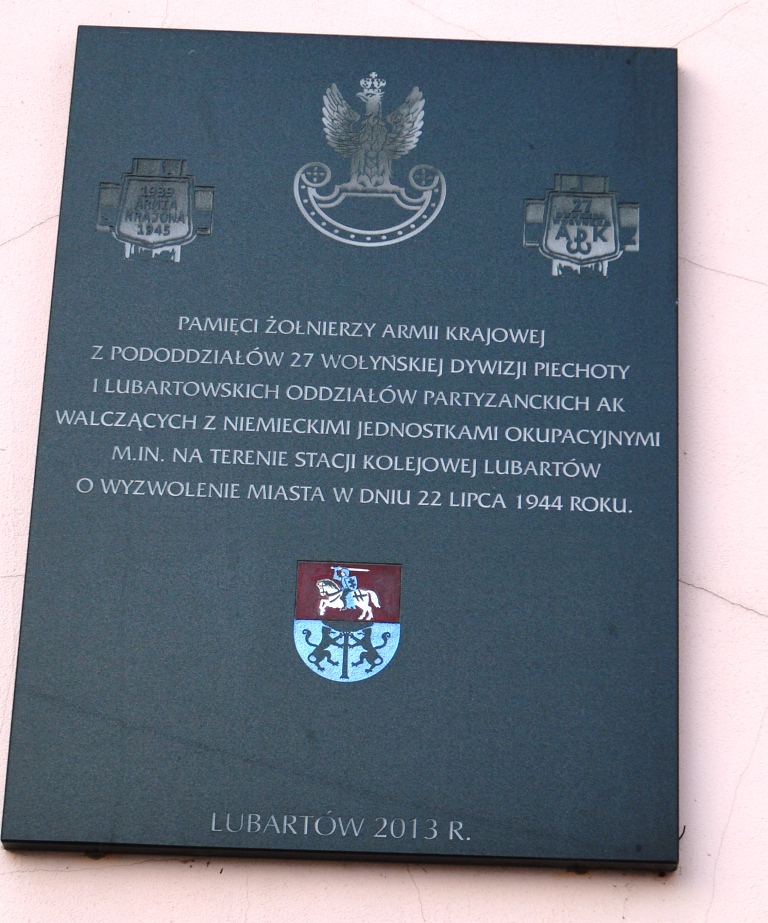 1939
ARMIA
KRAJOWA
1945
27
WOŁYŃSKA
A K
PAMIĘCI ŻOŁNIERZY ARMII KRAJOWEJ
Z PODODDZIAŁÓW 27 WOŁYŃSKIEJ DYWIZJI PIECHOTY
I LUBARTOWSKICH ODDZIAŁÓW PARTYZANCKICH AK
WALCZĄCYCH Z NIEMIECKIMI JEDNOSTKAMI OKUPACYJNYMI
M.IN. NA TERENIE STACJI KOLEJOWEJ LUBARTÓW
O WYZWOLENIE MIASTA W DNIU 22 LIPCA 1944 ROKU.
LUBARTÓW 2013 R.